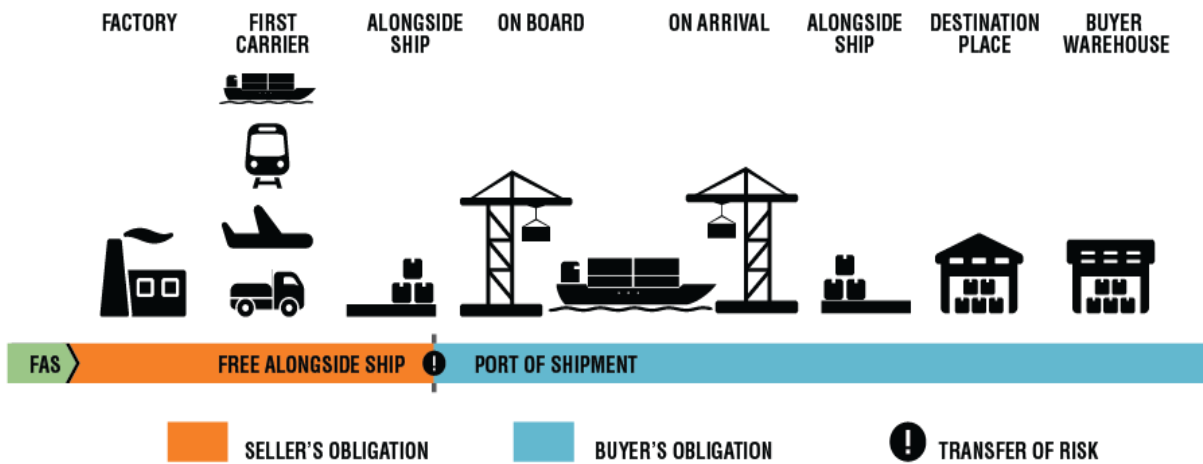 FACTORY
FIRST
CARRIER
ALONGSIDE
SHIP
ON BOARD
ON ARRIVAL
ALONGSIDE
SHIP
DESTINATION
PLACE
BUYER
WAREHOUSE
FAS
FREE ALONGSIDE SHIP
!
PORT OF SHIPMENT
SELLER'S OBLIGATION
BUYER'S OBLIGATION
!
TRANSFER OF RISK